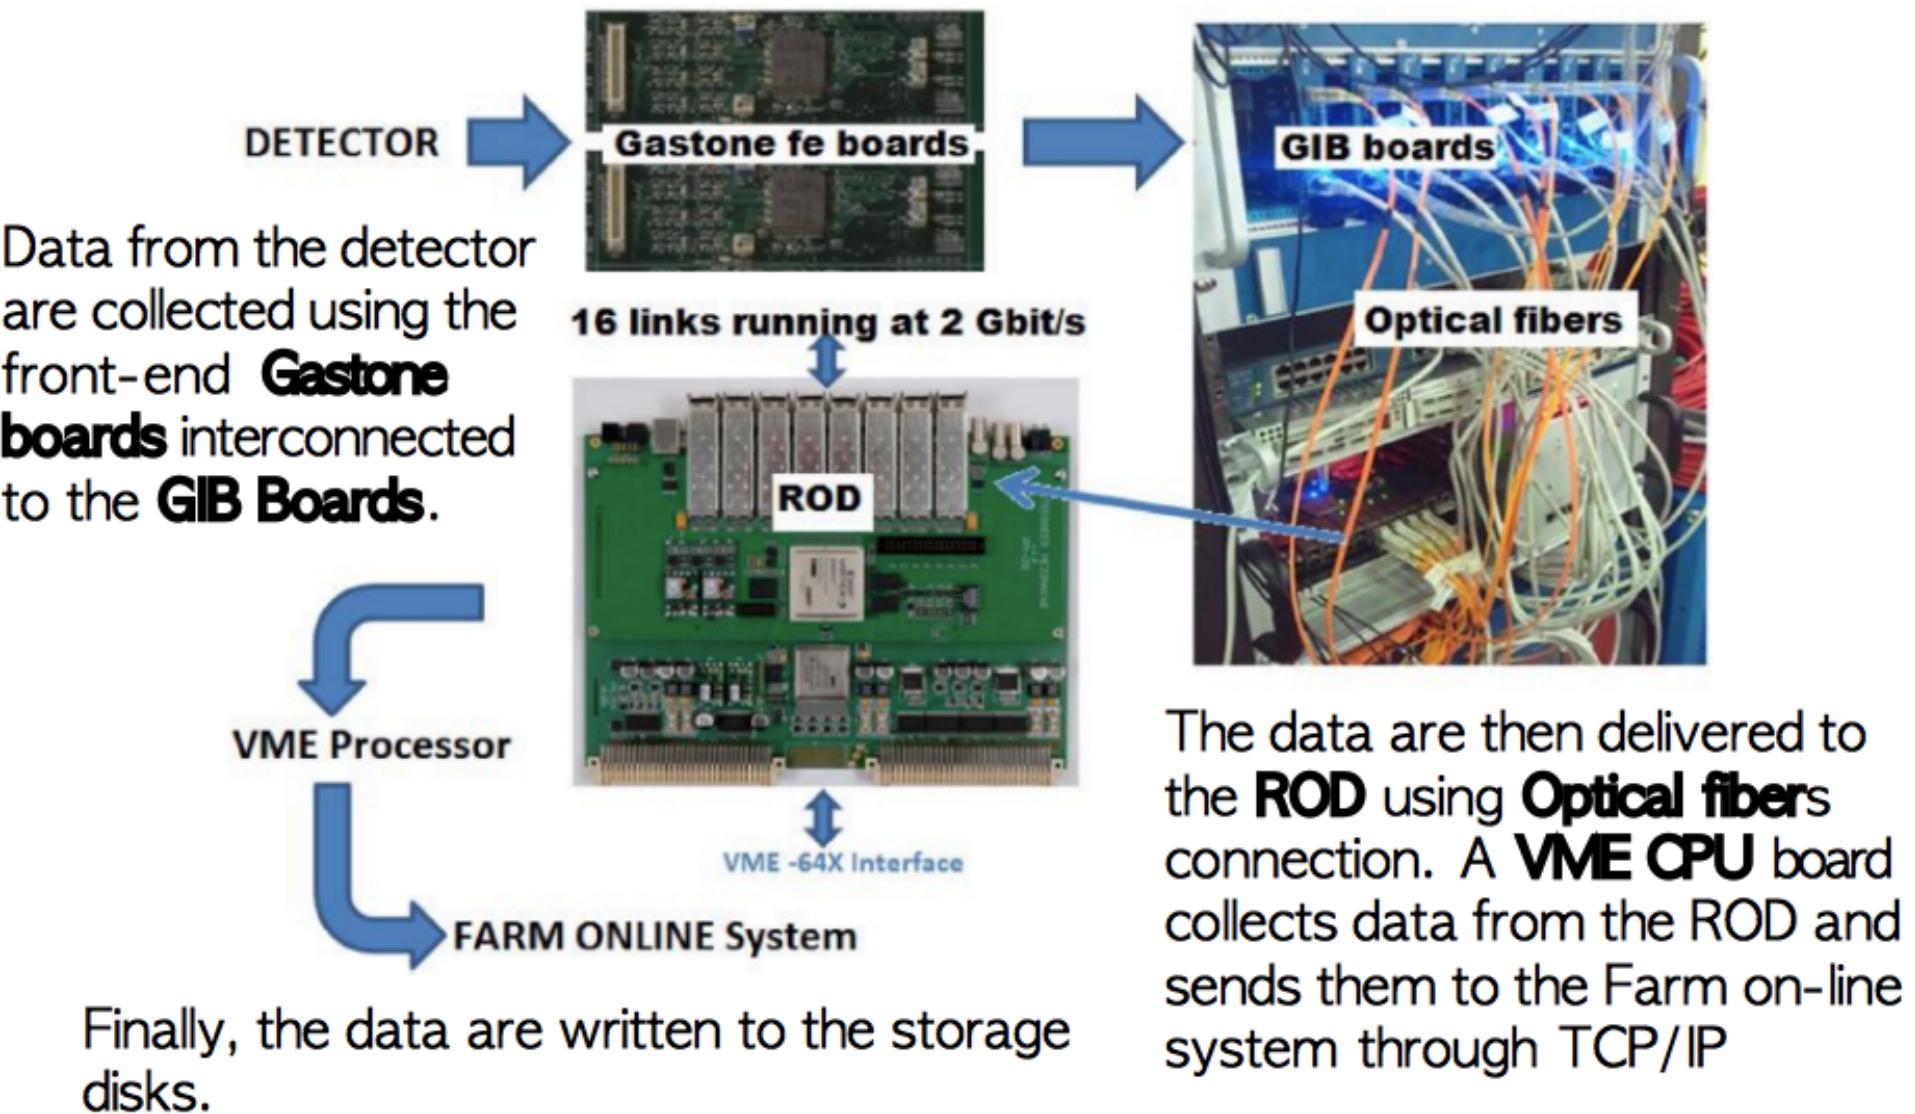 DETECTOR
Gastone fe boards
GIB boards
Optical fibers
Data from the detector
are collected using the
front-end Gastone
boards interconnected
to the GIB Boards.
16 links running at 2 Gbit/s
ROD
VME Processor
VME -64X Interface
FARM ONLINE System
The data are then delivered to
the ROD using Optical fibers
connection. A VME CPU board
collects data from the ROD and
sends them to the Farm on-line
system through TCP/IP
Finally, the data are written to the storage
disks.